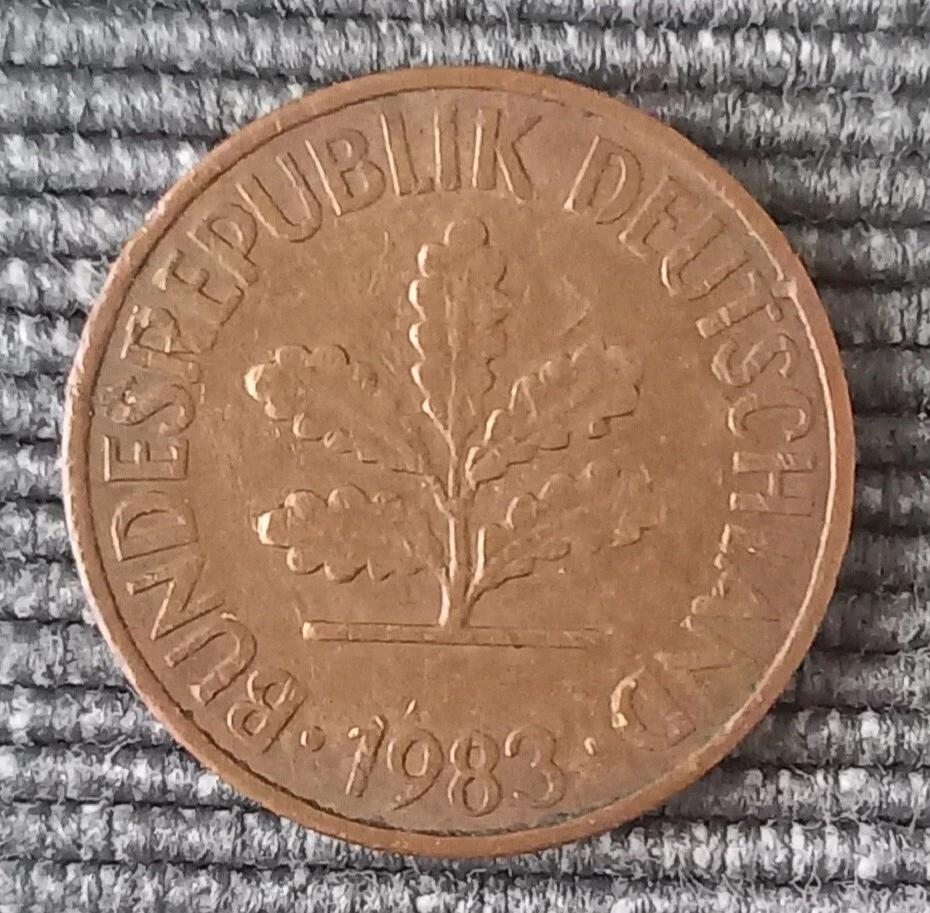 BUNDESREPUBLIK DEUTSCHLAND
· 1983 ·